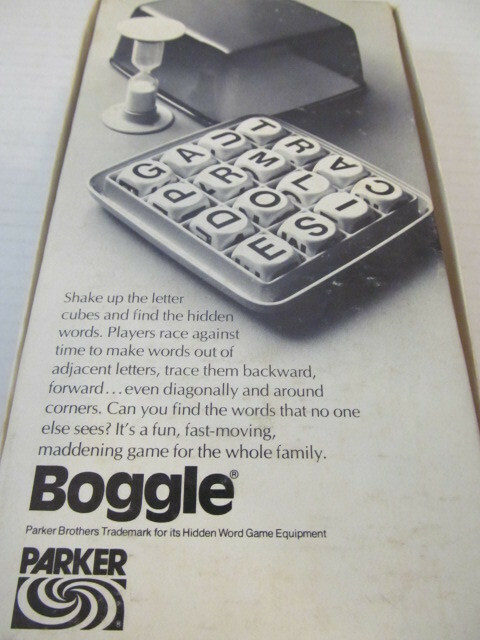 G A U T
P R M R
D O L A
E S I C
Shake up the letter
cubes and find the hidden
words. Players race against
time to make words out of
adjacent letters, trace them backward,
forward...even diagonally and around
corners. Can you find the words that no one
else sees? It's a fun, fast-moving,
maddening game for the whole family.
Boggle®
Parker Brothers Trademark for its Hidden Word Game Equipment
PARKER